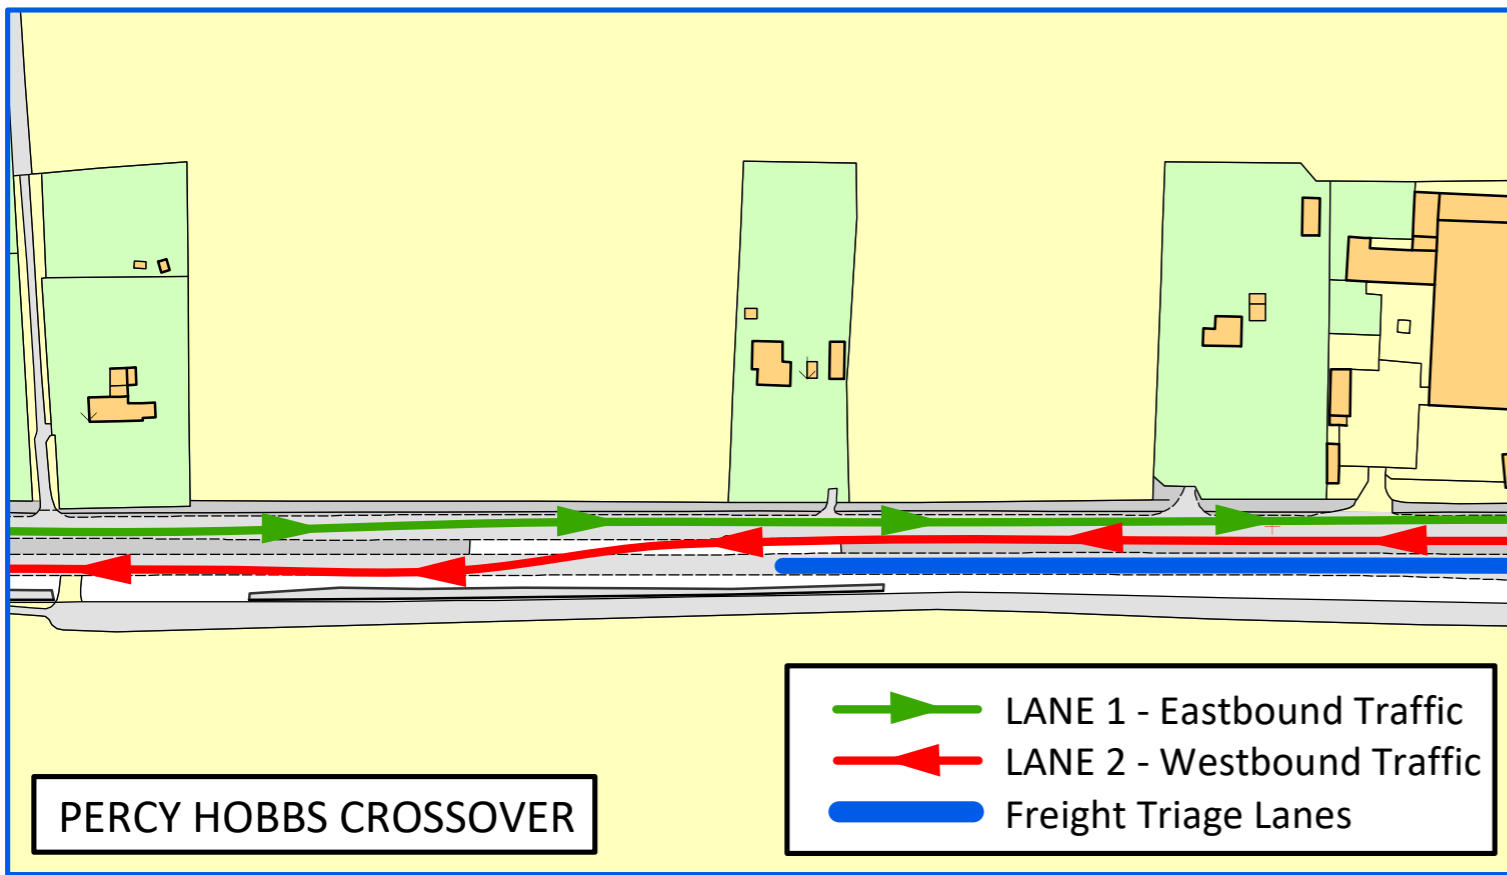 LANE 1 - Eastbound Traffic
LANE 2 - Westbound Traffic
Freight Triage Lanes
PERCY HOBBS CROSSOVER